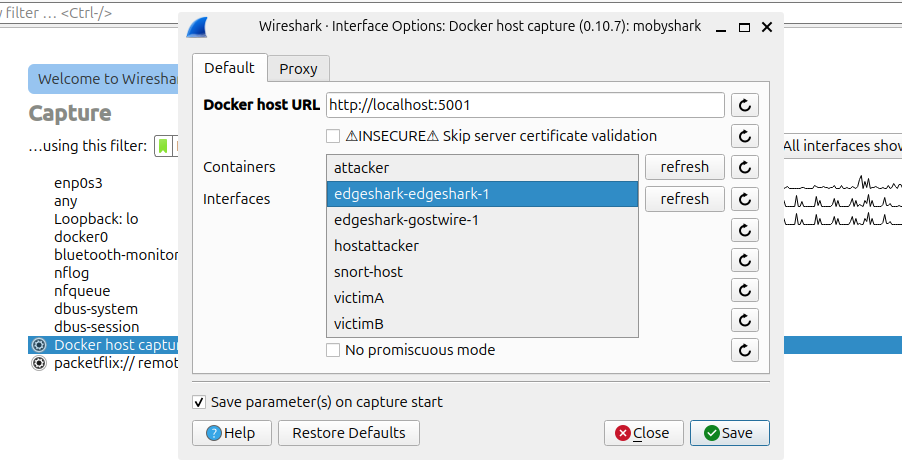 v filter ... <Ctrl-/>
Wireshark · Interface Options: Docker host capture (0.10.7): mobyshark
Default
Proxy
Welcome to Wiresha
Docker host URL
http://localhost:5001
Capture
⚠INSECURE⚠ Skip server certificate validation
...using this filter:
All interfaces show
Containers
attacker
refresh
Interfaces
edgeshark-edgeshark-1
refresh
edgeshark-gostwire-1
hostattacker
snort-host
victimA
victimB
enp0s3
any
Loopback: lo
docker0
bluetooth-monitor
nflog
nfqueue
dbus-system
dbus-session
Docker host captu
packetflix:// remot
No promiscuous mode
Save parameter(s) on capture start
Help
Restore Defaults
Close
Save